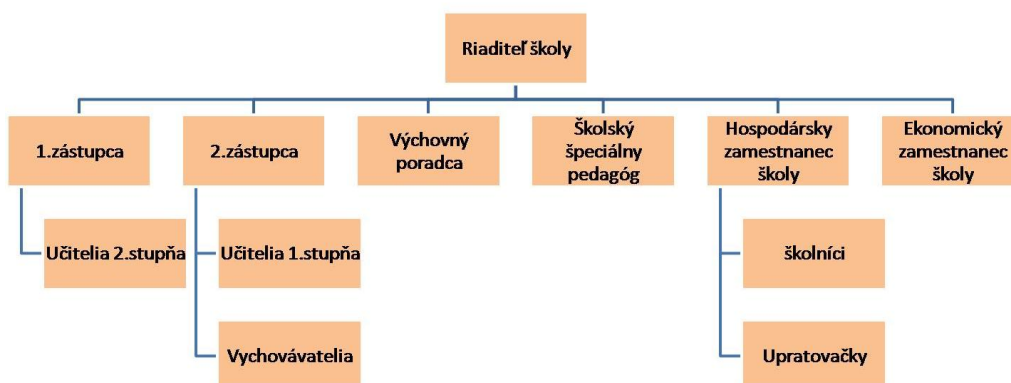 Riaditeľ školy
1.zástupca
2.zástupca
Výchovný
poradca
Školský
špeciálny
pedagóg
Hospodársky
zamestnanec
školy
Ekonomický
zamestnanec
školy
Učitelia 2.stupňa
Učitelia 1.stupňa
školníci
Vychovávatelia
Upratovačky